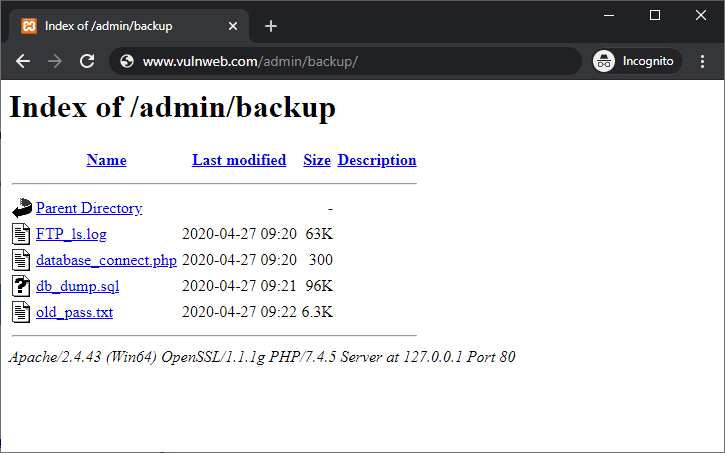 Index of /admin/backup
www.vulnweb.com/admin/backup/ Incognito
Index of /admin/backup
Name Last modified Size Description
Parent Directory -
FTP_ls.log 2020-04-27 09:20 63K
database_connect.php 2020-04-27 09:20 300
db_dump.sql 2020-04-27 09:21 96K
old_pass.txt 2020-04-27 09:22 6.3K
Apache/2.4.43 (Win64) OpenSSL/1.1.1g PHP/7.4.5 Server at 127.0.0.1 Port 80